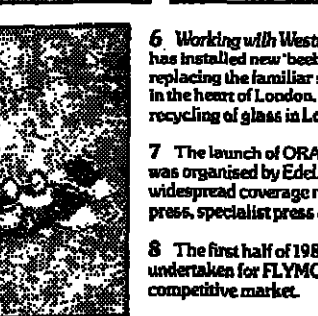 6 Working with West
has installed new 'beeh
replacing the familiar s
in the heart of London.
recycling of glass in Lo
7 The launch of ORA
was organised by Edel
widespread coverage r
press, specialist press
8 The first half of 198
undertaken for FLYMO
competitive market.